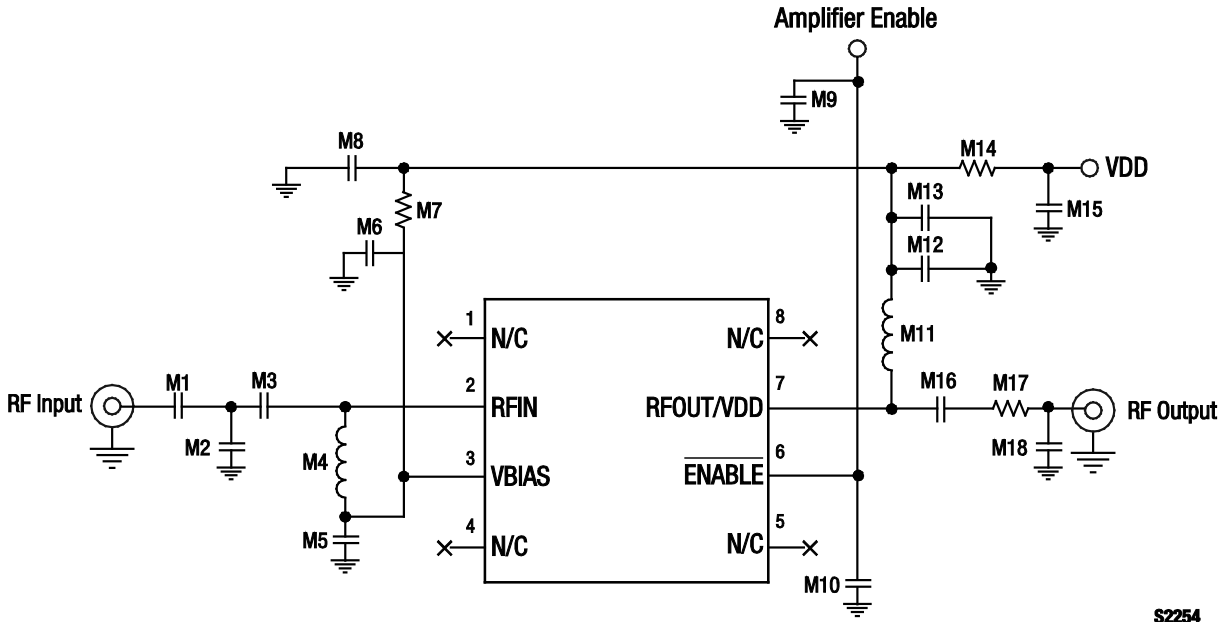 Amplifier Enable
M9
M8
M14
VDD
M7
M13
M15
M6
M12
1
N/C
8
N/C
M11
M1
M3
2
7
M16
M17
RF Input
RFIN
RFOUT/VDD
RF Output
M2
M4
3
6
M18
VBIAS
ENABLE
M5
4
N/C
5
N/C
M10
S2254